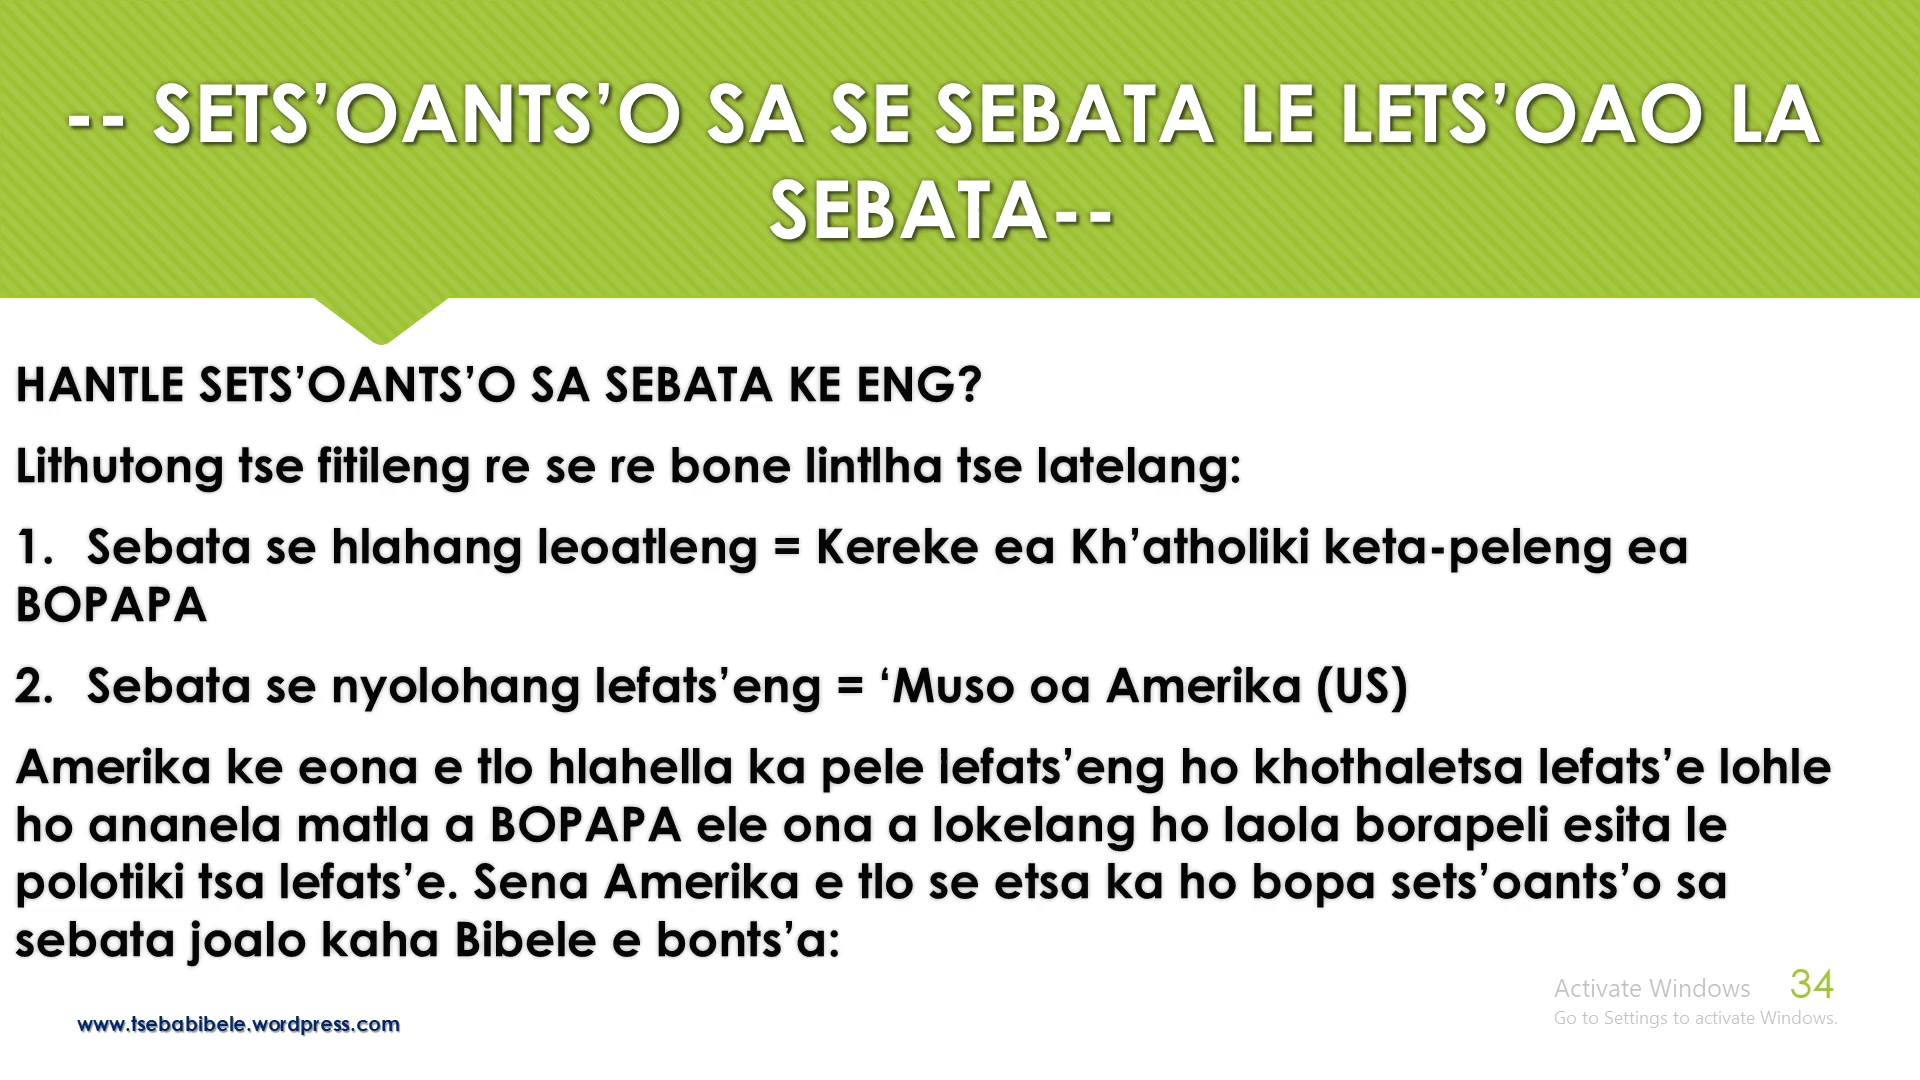 -- SETS’OANTS’O SA SE SEBATA LE LETS’OAO LA
SEBATA--
HANTLE SETS’OANTS’O SA SEBATA KE ENG?
Lithutong tse fitileng re se re bone lintlha tse latelang:
1. Sebata se hlahang leoatleng = Kereke ea Kh’atholiki keta-peleng ea
BOPAPA
2. Sebata se nyolohang lefats’eng = ‘Muso oa Amerika (US)
Amerika ke eona e tlo hlahella ka pele lefats’eng ho khothaletsa lefats’e lohle
ho ananela matla a BOPAPA ele ona a lokelang ho laola borapeli esita le
polotiki tsa lefats’e. Sena Amerika e tlo se etsa ka ho bopa sets’oants’o sa
sebata joalo kaha Bibele e bonts’a:
Activate Windows 34
Go to Settings to activate Windows.
www.tsebabibele.wordpress.com